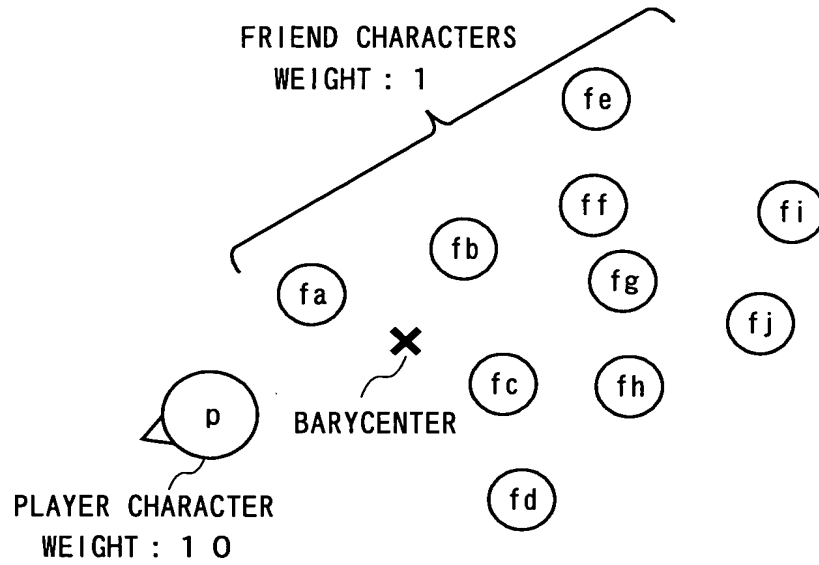 FRIEND CHARACTERS
WEIGHT : 1
fe
ff
fi
fb
fg
fa
fj
fc
fh
p
BARYCENTER
fd
PLAYER CHARACTER
WEIGHT : 10